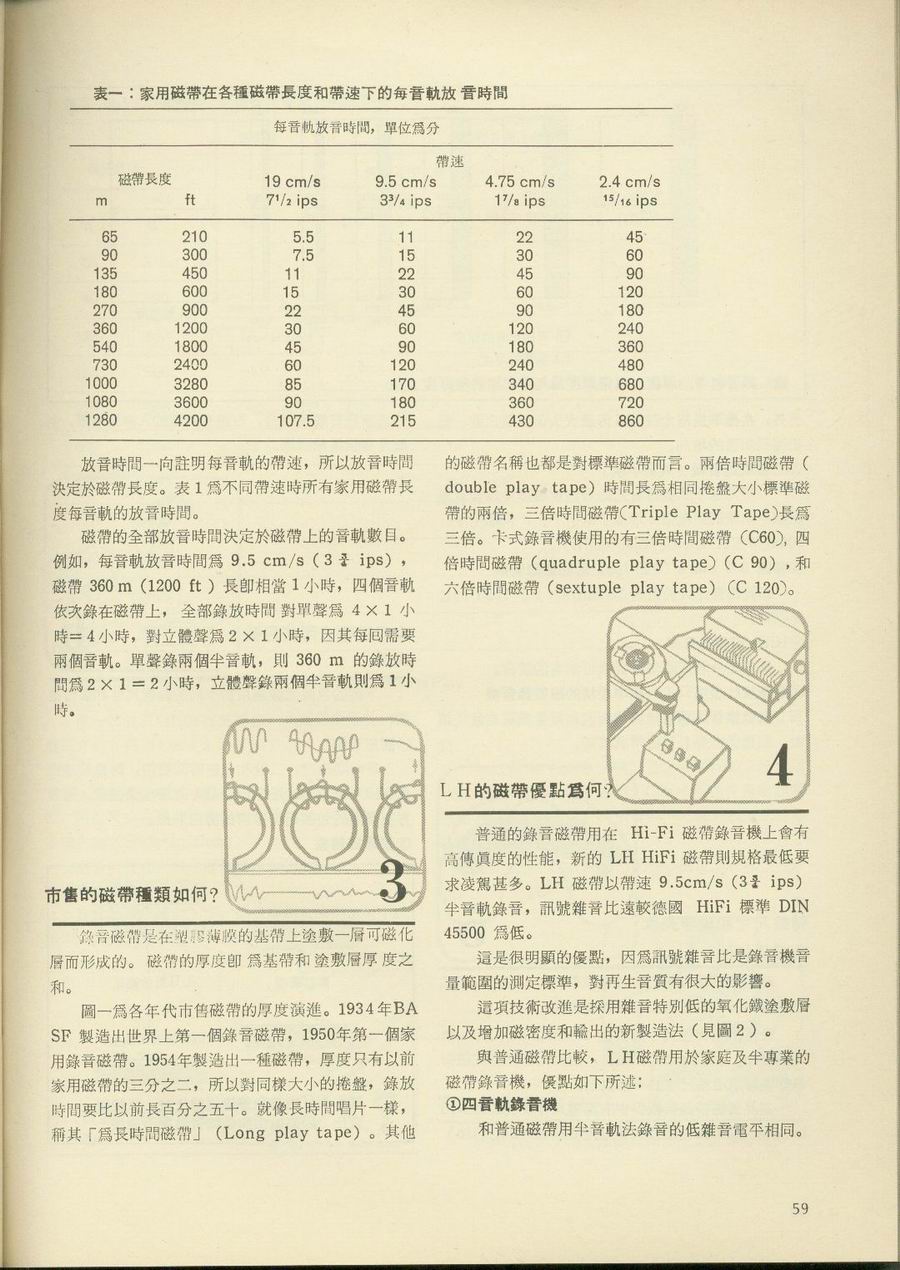 表一：家用磁帶在各種磁帶長度和帶速下的每音軌放音時間
每音軌放音時間，單位爲分
帶速
磁帶長度
19 cm/s 9.5 cm/s 4.75 cm/s 2.4 cm/s
m ft 7¹/₂ ips 3³/₄ ips 1⁷/₈ ips ¹⁵/₁₆ ips
65 210 5.5 11 22 45
90 300 7.5 15 30 60
135 450 11 22 45 90
180 600 15 30 60 120
270 900 22 45 90 180
360 1200 30 60 120 240
540 1800 45 90 180 360
730 2400 60 120 240 480
1000 3280 85 170 340 680
1080 3600 90 180 360 720
1280 4200 107.5 215 430 860
放音時間一向註明每音軌的帶速，所以放音時間
決定於磁帶長度。表1爲不同帶速時所有家用磁帶長
度每音軌的放音時間。
磁帶的全部放音時間決定於磁帶上的音軌數目。
例如，每音軌放音時間爲 9.5 cm/s (3¾ ips)，
磁帶 360 m (1200 ft) 長卽相當1小時，四個音軌
依次錄在磁帶上，全部錄放時間對單聲爲 4×1 小
時＝4小時，對立體聲爲2×1小時，因其每囘需要
兩個音軌。單聲錄兩個半音軌，則 360 m 的錄放時
間爲2×1＝2小時，立體聲錄兩個半音軌則爲1小
時。
3
市售的磁帶種類如何？
錄音磁帶是在塑膠薄膜的基帶上塗敷一層可磁化
層而形成的。磁帶的厚度卽爲基帶和塗敷層厚度之
和。
圖一爲各年代市售磁帶的厚度演進。1934年BA
SF 製造出世界上第一個錄音磁帶，1950年第一個家
用錄音磁帶。1954年製造出一種磁帶，厚度只有以前
家用磁帶的三分之二，所以對同樣大小的捲盤，錄放
時間要比以前長百分之五十。就像長時間唱片一樣，
稱其「爲長時間磁帶」(Long play tape)。其他
的磁帶名稱也都是對標準磁帶而言。兩倍時間磁帶（
double play tape）時間長爲相同捲盤大小標準磁
帶的兩倍，三倍時間磁帶(Triple Play Tape)長爲
三倍。卡式錄音機使用的有三倍時間磁帶 (C60)，四
倍時間磁帶 (quadruple play tape) (C 90)，和
六倍時間磁帶 (sextuple play tape) (C 120)。
4
LH的磁帶優點爲何？
普通的錄音磁帶用在 Hi-Fi 磁帶錄音機上會有
高傳眞度的性能，新的 LH HiFi 磁帶則規格最低要
求凌駕甚多。LH 磁帶以帶速 9.5cm/s (3¾ ips)
半音軌錄音，訊號雜音比遠較德國 HiFi 標準 DIN
45500 爲低。
這是很明顯的優點，因爲訊號雜音比是錄音機音
量範圍的測定標準，對再生音質有很大的影響。
這項技術改進是採用雜音特別低的氧化鐵塗敷層
以及增加磁密度和輸出的新製造法（見圖2）。
與普通磁帶比較，LH磁帶用於家庭及半專業的
磁帶錄音機，優點如下所述：
①四音軌錄音機
和普通磁帶用半音軌法錄音的低雜音電平相同。
59